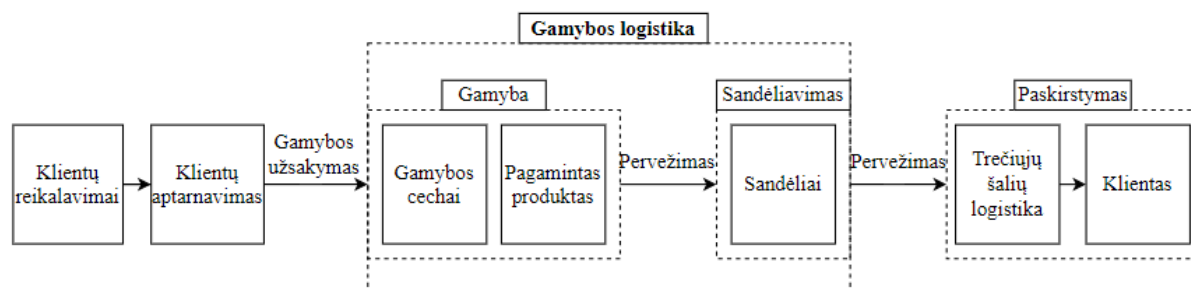 Gamybos logistika
Gamyba
Sandėliavimas
Paskirstymas
Klientų
reikalavimai
Klientų
aptarnavimas
Gamybos
užsakymas
Gamybos
cechai
Pagamintas
produktas
Pervežimas
Sandėliai
Pervežimas
Trečiųjų
šalių
logistika
Klientas